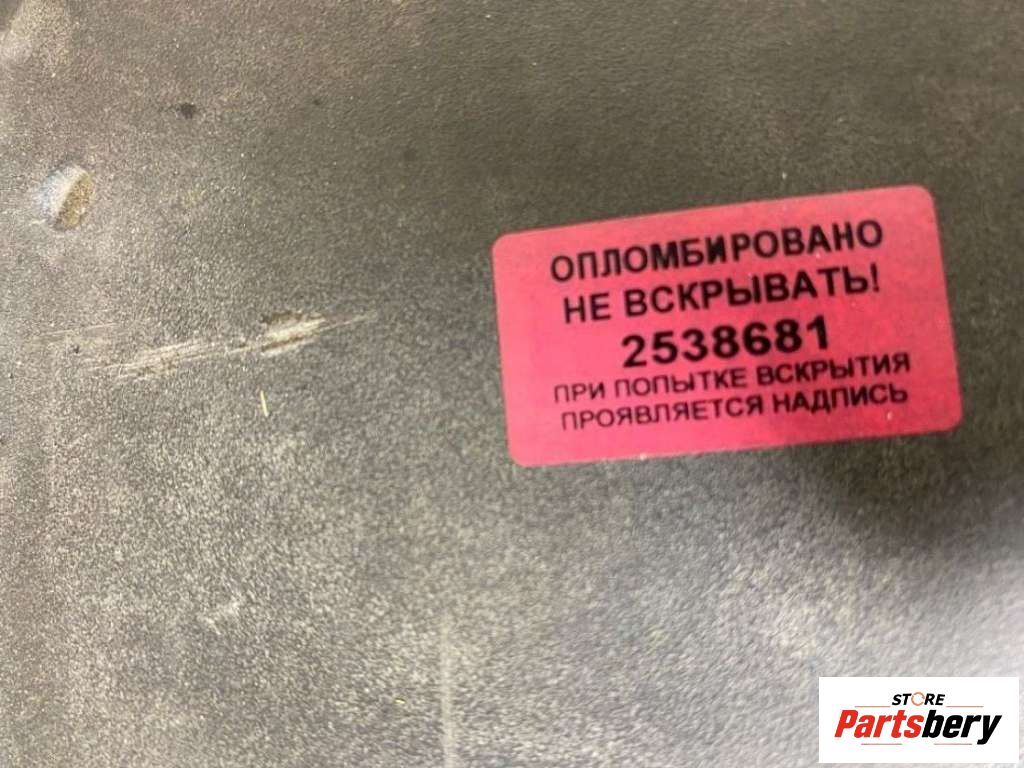 ОПЛОМБИРОВАНО
НЕ ВСКРЫВАТЬ!
2538681
ПРИ ПОПЫТКЕ ВСКРЫТИЯ
ПРОЯВЛЯЕТСЯ НАДПИСЬ
STORE
Partsbery